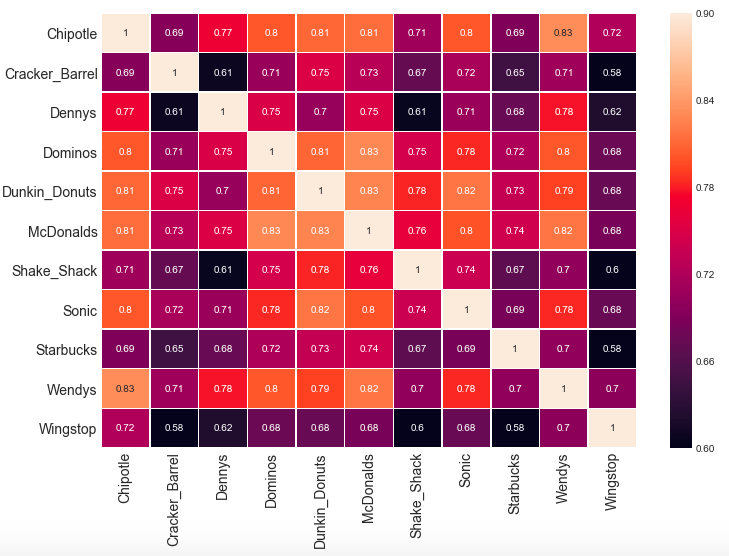 Chipotle 1 0.69 0.77 0.8 0.81 0.81 0.71 0.8 0.69 0.83 0.72
Cracker_Barrel 0.69 1 0.61 0.71 0.75 0.73 0.67 0.72 0.65 0.71 0.58
Dennys 0.77 0.61 1 0.75 0.7 0.75 0.61 0.71 0.68 0.78 0.62
Dominos 0.8 0.71 0.75 1 0.81 0.83 0.75 0.78 0.72 0.8 0.68
Dunkin_Donuts 0.81 0.75 0.7 0.81 1 0.83 0.78 0.82 0.73 0.79 0.68
McDonalds 0.81 0.73 0.75 0.83 0.83 1 0.76 0.8 0.74 0.82 0.68
Shake_Shack 0.71 0.67 0.61 0.75 0.78 0.76 1 0.74 0.67 0.7 0.6
Sonic 0.8 0.72 0.71 0.78 0.82 0.8 0.74 1 0.69 0.78 0.68
Starbucks 0.69 0.65 0.68 0.72 0.73 0.74 0.67 0.69 1 0.7 0.58
Wendys 0.83 0.71 0.78 0.8 0.79 0.82 0.7 0.78 0.7 1 0.7
Wingstop 0.72 0.58 0.62 0.68 0.68 0.68 0.6 0.68 0.58 0.7 1
Chipotle
Cracker_Barrel
Dennys
Dominos
Dunkin_Donuts
McDonalds
Shake_Shack
Sonic
Starbucks
Wendys
Wingstop
0.90
0.84
0.78
0.72
0.66
0.60